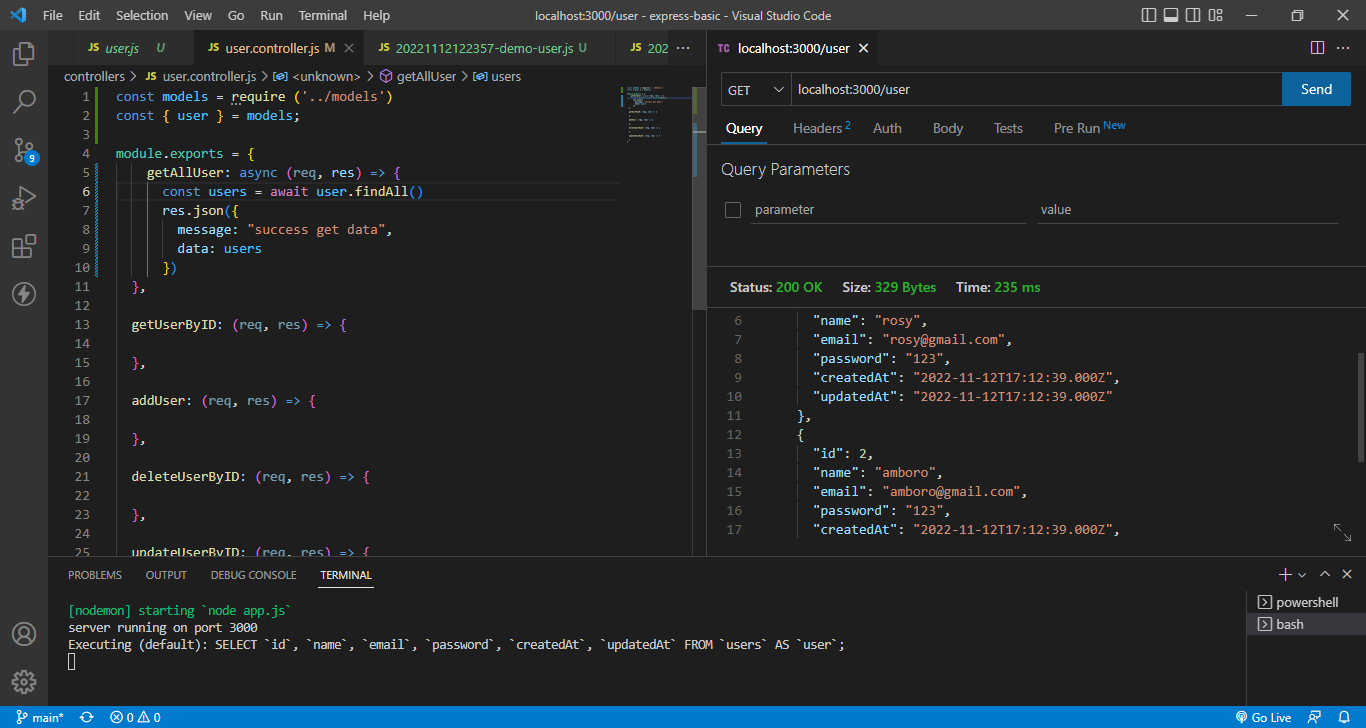 File Edit Selection View Go Run Terminal Help localhost:3000/user - express-basic - Visual Studio Code
JS user.js U JS user.controller.js M JS 20221112122357-demo-user.js U JS 202 ···
controllers > JS user.controller.js > <unknown> > getAllUser > users
1 const models = require ('../models')
2 const { user } = models;
3
4 module.exports = {
5 getAllUser: async (req, res) => {
6 const users = await user.findAll()
7 res.json({
8 message: "success get data",
9 data: users
10 })
11 },
12
13 getUserByID: (req, res) => {
14
15 },
16
17 addUser: (req, res) => {
18
19 },
20
21 deleteUserByID: (req, res) => {
22
23 },
24
25 updateUserByID: (req, res) => {
TC localhost:3000/user
GET localhost:3000/user Send
Query Headers 2 Auth Body Tests Pre Run New
Query Parameters
parameter value
Status: 200 OK Size: 329 Bytes Time: 235 ms
6 "name": "rosy",
7 "email": "rosy@gmail.com",
8 "password": "123",
9 "createdAt": "2022-11-12T17:12:39.000Z",
10 "updatedAt": "2022-11-12T17:12:39.000Z"
11 },
12 {
13 "id": 2,
14 "name": "amboro",
15 "email": "amboro@gmail.com",
16 "password": "123",
17 "createdAt": "2022-11-12T17:12:39.000Z",
9
PROBLEMS OUTPUT DEBUG CONSOLE TERMINAL
[nodemon] starting `node app.js`
server running on port 3000
Executing (default): SELECT `id`, `name`, `email`, `password`, `createdAt`, `updatedAt` FROM `users` AS `user`;
powershell
bash
main* 0 0 Go Live